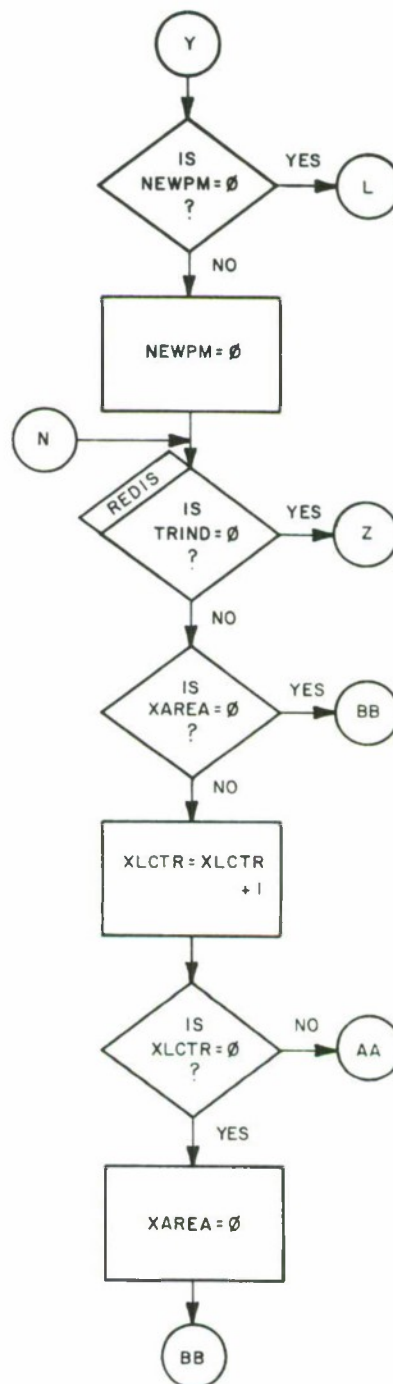 Y
IS
NEWPM=Ø
?
YES
L
NO
NEWPM=Ø
N
REDIS
IS
TRIND=Ø
?
YES
Z
NO
IS
XAREA=Ø
?
YES
BB
NO
XLCTR=XLCTR
+1
IS
XLCTR=Ø
?
NO
AA
YES
XAREA=Ø
BB